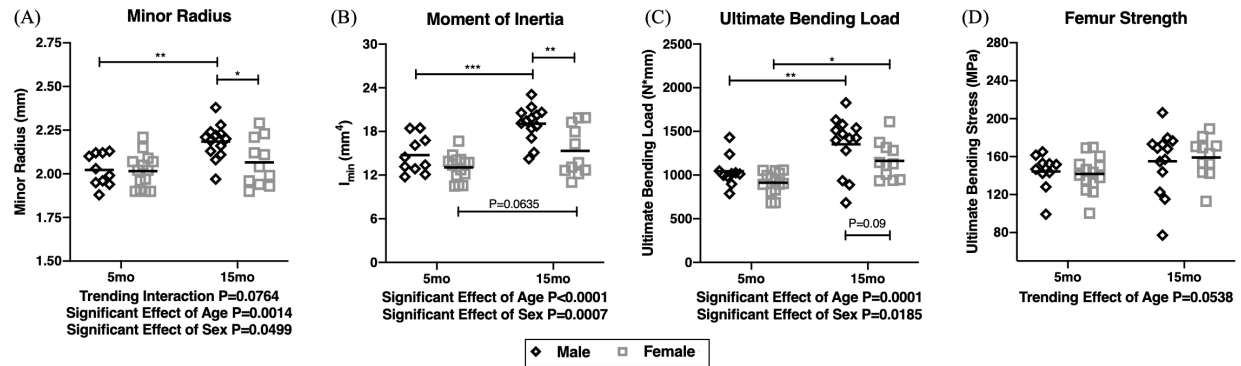 (A) Minor Radius
Minor Radius (mm)
2.75
2.50
2.25
2.00
1.75
1.50
**
*
5mo 15mo
Trending Interaction P=0.0764
Significant Effect of Age P=0.0014
Significant Effect of Sex P=0.0499
(B) Moment of Inertia
Imin (mm4)
30
24
18
12
6
0
***
**
P=0.0635
5mo 15mo
Significant Effect of Age P<0.0001
Significant Effect of Sex P=0.0007
(C) Ultimate Bending Load
Ultimate Bending Load (N*mm)
2500
2000
1500
1000
500
0
*
**
P=0.09
5mo 15mo
Significant Effect of Age P=0.0001
Significant Effect of Sex P=0.0185
(D) Femur Strength
Ultimate Bending Stress (MPa)
280
240
200
160
120
80
5mo 15mo
Trending Effect of Age P=0.0538
Male Female